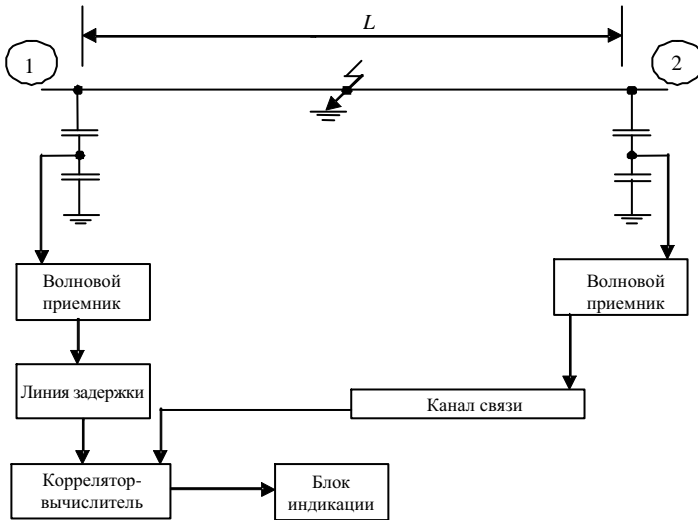 L
1
2
Волновой
приемник
Волновой
приемник
Линия задержки
Канал связи
Коррелятор-
вычислитель
Блок
индикации